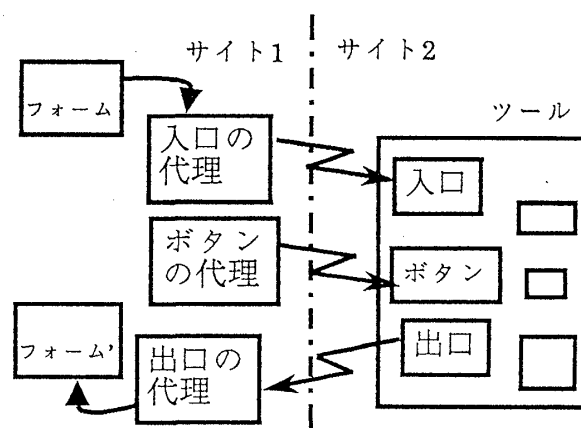 サイト1
サイト2
フォーム
ツール
入口の
代理
入口
ボタン
の代理
ボタン
フォーム'
出口の
代理
出口